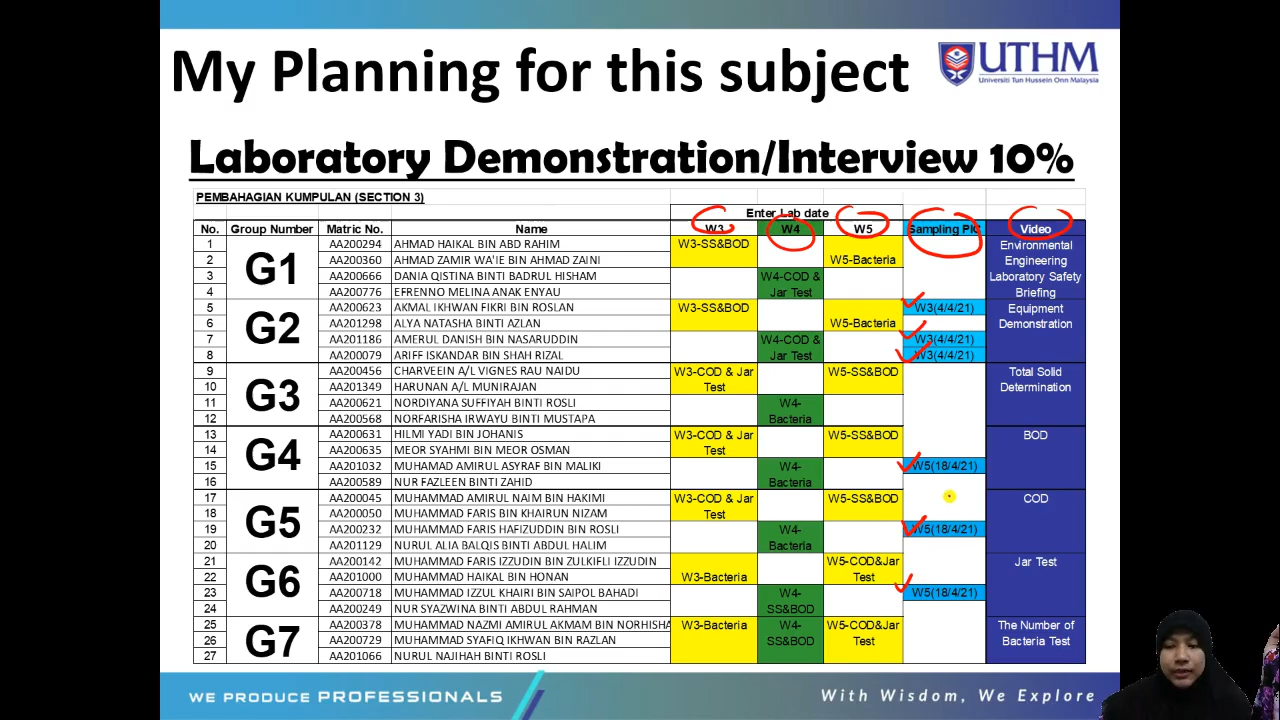 My Planning for this subject
UTHM
Universiti Tun Hussein Onn Malaysia
Laboratory Demonstration/Interview 10%
PEMBAHAGIAN KUMPULAN (SECTION 3)
Enter Lab date
No. Group Number Matric No. Name W3 W4 W5 Sampling PIC Video
1 G1 AA200294 AHMAD HAIKAL BIN ABD RAHIM W3-SS&BOD Environmental
2 AA202060 AHMAD ZAMIR WA'IE BIN AHMAD ZAINI W5-Bacteria Engineering
3 AA200666 DANIA QISTINA BINTI BADRUL HISHAM W4-COD & Laboratory Safety
4 AA200776 EFRENNO MELINA ANAK ENYAU Jar Test Briefing
5 G2 AA200623 AKMAL IKHWAN FIKRI BIN ROSLAN W3-SS&BOD W3(4/4/21) Equipment
6 AA201298 ALYA NATASHA BINTI AZLAN W5-Bacteria Demonstration
7 AA201186 AMERUL DANISH BIN NASARUDDIN W4-COD & W3(4/4/21)
8 AA200079 ARIFF ISKANDAR BIN SHAH RIZAL Jar Test W3(4/4/21)
9 G3 AA200456 CHARVEEIN A/L VIGNES RAU NAIDU W3-COD & Jar W5-SS&BOD Total Solid
10 AA201349 HARUNAN A/L MUNIRAJAN Test Determination
11 AA200621 NORDIYANA SUFFIYAH BINTI ROSLI W4-
12 AA200568 NORFARISHA IRWAYU BINTI MUSTAPA Bacteria
13 G4 AA200631 HILMI YADI BIN JOHANIS W3-COD & Jar W5-SS&BOD BOD
14 AA200635 MEOR SYAHMI BIN MEOR OSMAN Test
15 AA201032 MUHAMAD AMIRUL ASYRAF BIN MALIKI W4- W5(18/4/21)
16 AA200589 NUR FAZLEEN BINTI ZAHID Bacteria
17 G5 AA200045 MUHAMMAD AMIRUL NAIM BIN HAKIMI W3-COD & Jar W5-SS&BOD COD
18 AA200050 MUHAMMAD FARIS BIN KHAIRUN NIZAM Test
19 AA200232 MUHAMMAD FARIS HAFIZUDDIN BIN ROSLI W4- W5(18/4/21)
20 AA201129 NURUL ALIA BALQIS BINTI ABDUL HALIM Bacteria
21 G6 AA200142 MUHAMMAD FARIS IZZUDIN BIN ZULKIFLI IZZUDIN W5-COD&Jar Jar Test
22 AA201000 MUHAMMAD HAIKAL BIN HONAN W3-Bacteria Test
23 AA200718 MUHAMMAD IZZUL KHAIRI BIN SAIPOL BAHADI W4- W5(18/4/21)
24 AA200249 NUR SYAZWINA BINTI ABDUL RAHMAN SS&BOD
25 G7 AA200378 MUHAMMAD NAZMI AMIRUL AKMAM BIN NORHISHA W3-Bacteria W4- W5-COD&Jar The Number of
26 AA200729 MUHAMMAD SYAFIQ IKHWAN BIN RAZLAN SS&BOD Test Bacteria Test
27 AA201066 NURUL NAJIHAH BINTI ROSLI
WE PRODUCE PROFESSIONALS
With Wisdom, We Explore